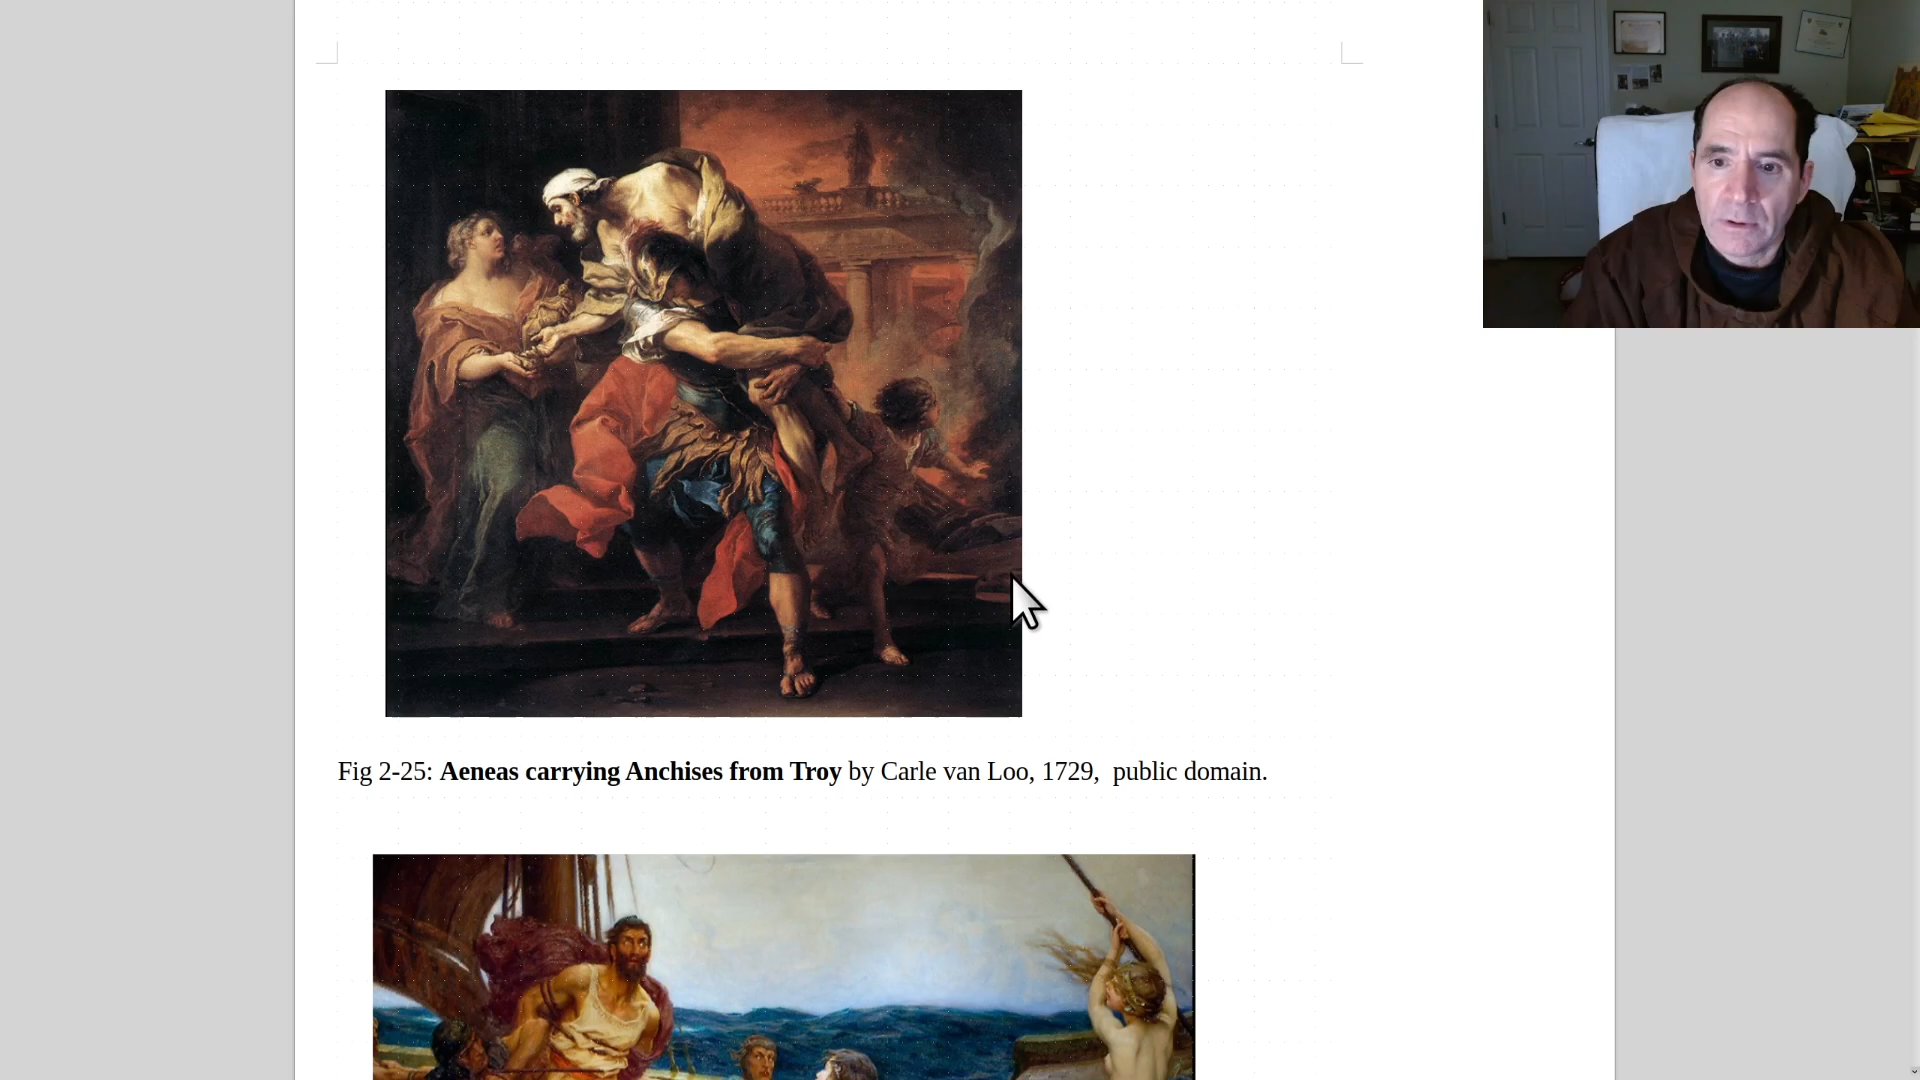 Fig 2-25: Aeneas carrying Anchises from Troy by Carle van Loo, 1729,  public domain.